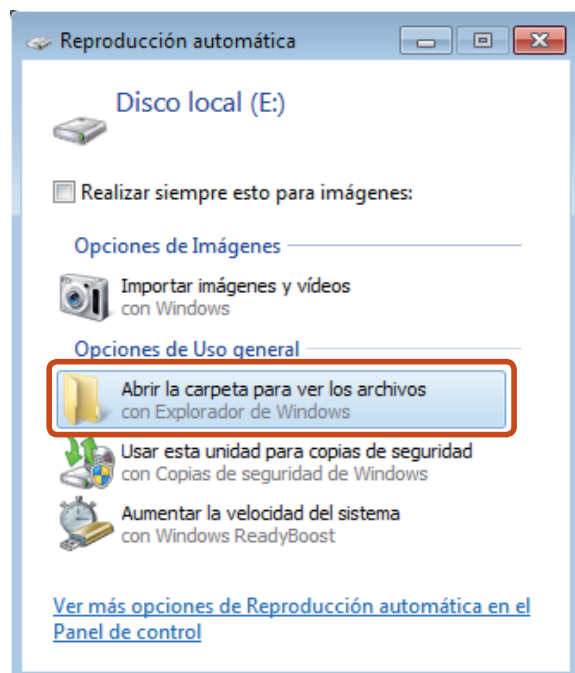 Reproducción automática
Disco local (E:)
Realizar siempre esto para imágenes:
Opciones de Imágenes
Importar imágenes y vídeos
con Windows
Opciones de Uso general
Abrir la carpeta para ver los archivos
con Explorador de Windows
Usar esta unidad para copias de seguridad
con Copias de seguridad de Windows
Aumentar la velocidad del sistema
con Windows ReadyBoost
Ver más opciones de Reproducción automática en el
Panel de control